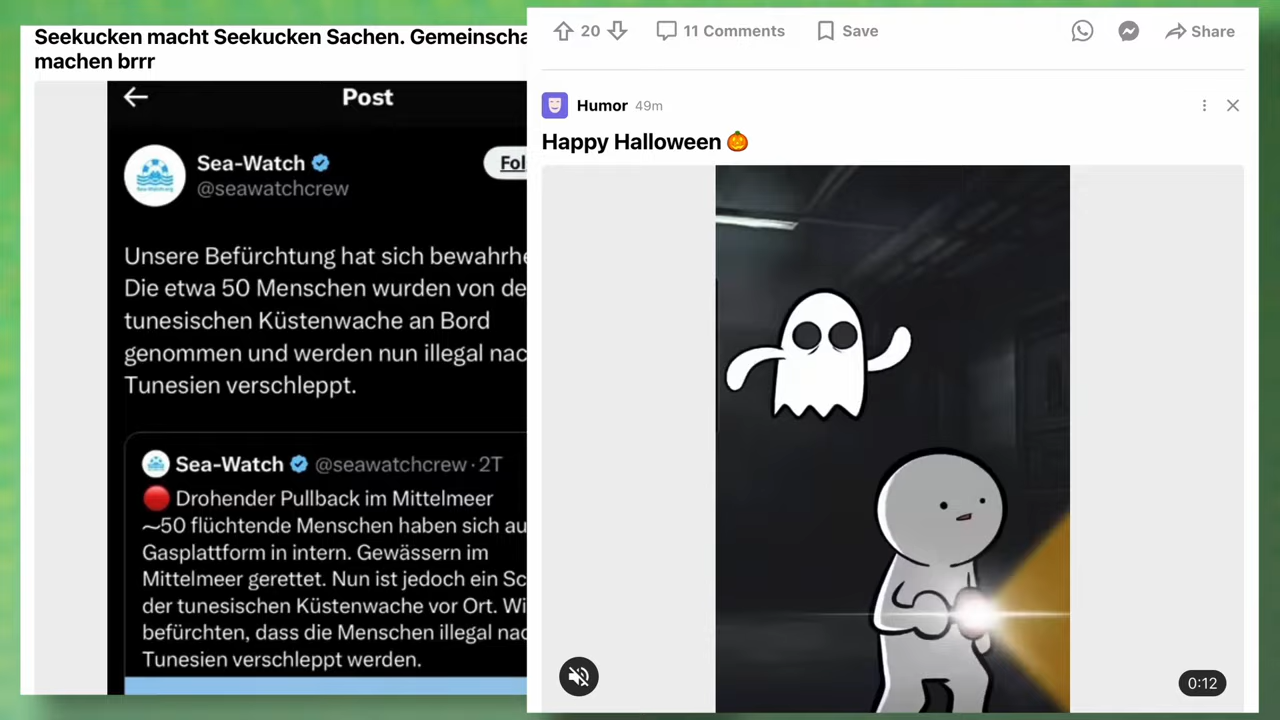 Seekucken macht Seekucken Sachen. Gemeinscha
machen brrr
Post
Sea-Watch
Fol
@seawatchcrew
Unsere Befürchtung hat sich bewahrhe
Die etwa 50 Menschen wurden von de
tunesischen Küstenwache an Bord
genommen und werden nun illegal nac
Tunesien verschleppt.
Sea-Watch @seawatchcrew · 2T
🔴 Drohender Pullback im Mittelmeer
~50 flüchtende Menschen haben sich au
Gasplattform in intern. Gewässern im
Mittelmeer gerettet. Nun ist jedoch ein Sc
der tunesischen Küstenwache vor Ort. Wi
befürchten, dass die Menschen illegal nac
Tunesien verschleppt werden.
20
11 Comments
Save
Share
Humor 49m
Happy Halloween 🎃
0:12